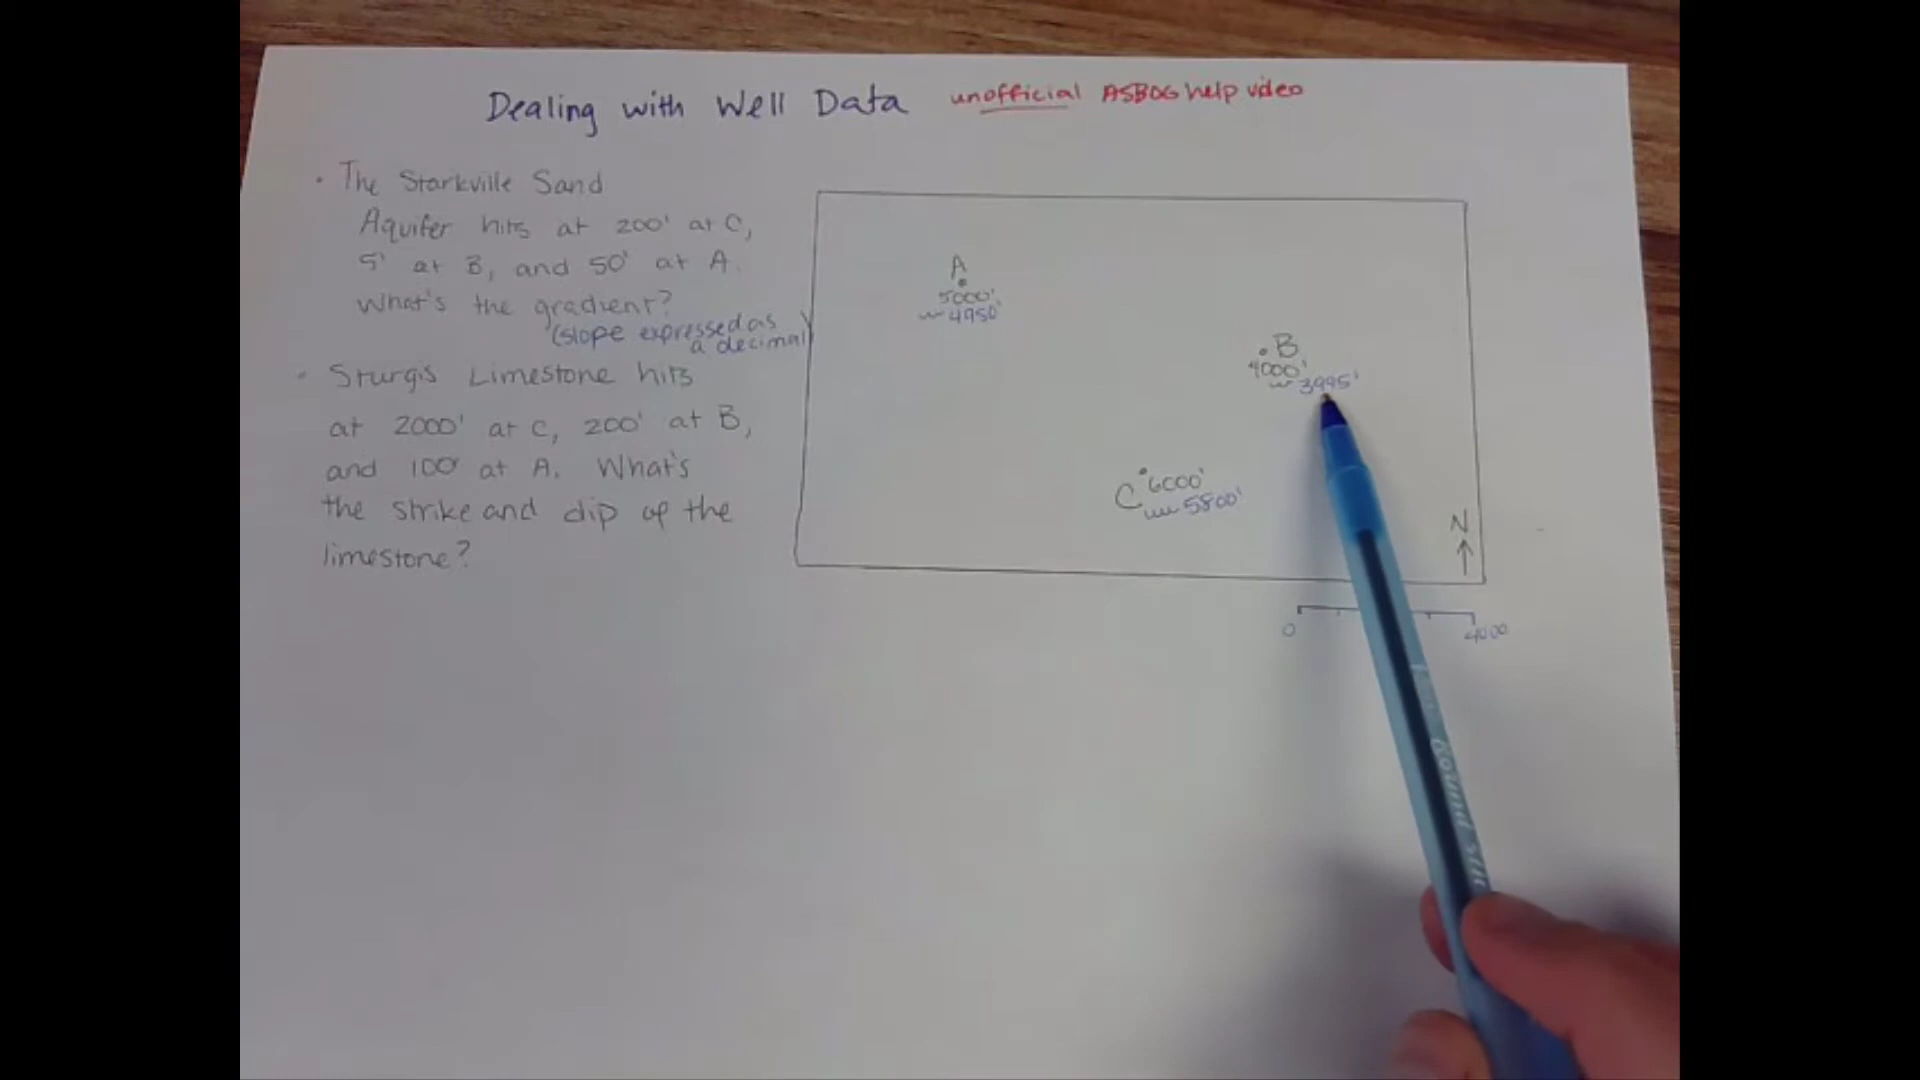 Dealing with Well Data unofficial ASBOG help video
• The Starkville Sand
Aquifer hits at 200' at C,
5' at B, and 50' at A.
What's the gradient?
(slope expressed as
a decimal)
• Sturgis Limestone hits
at 2000' at C, 200' at B,
and 100' at A. What's
the strike and dip of the
limestone?
A
5000'
4950'
B
4000'
3995'
C 6000'
5800'
N
0 4000